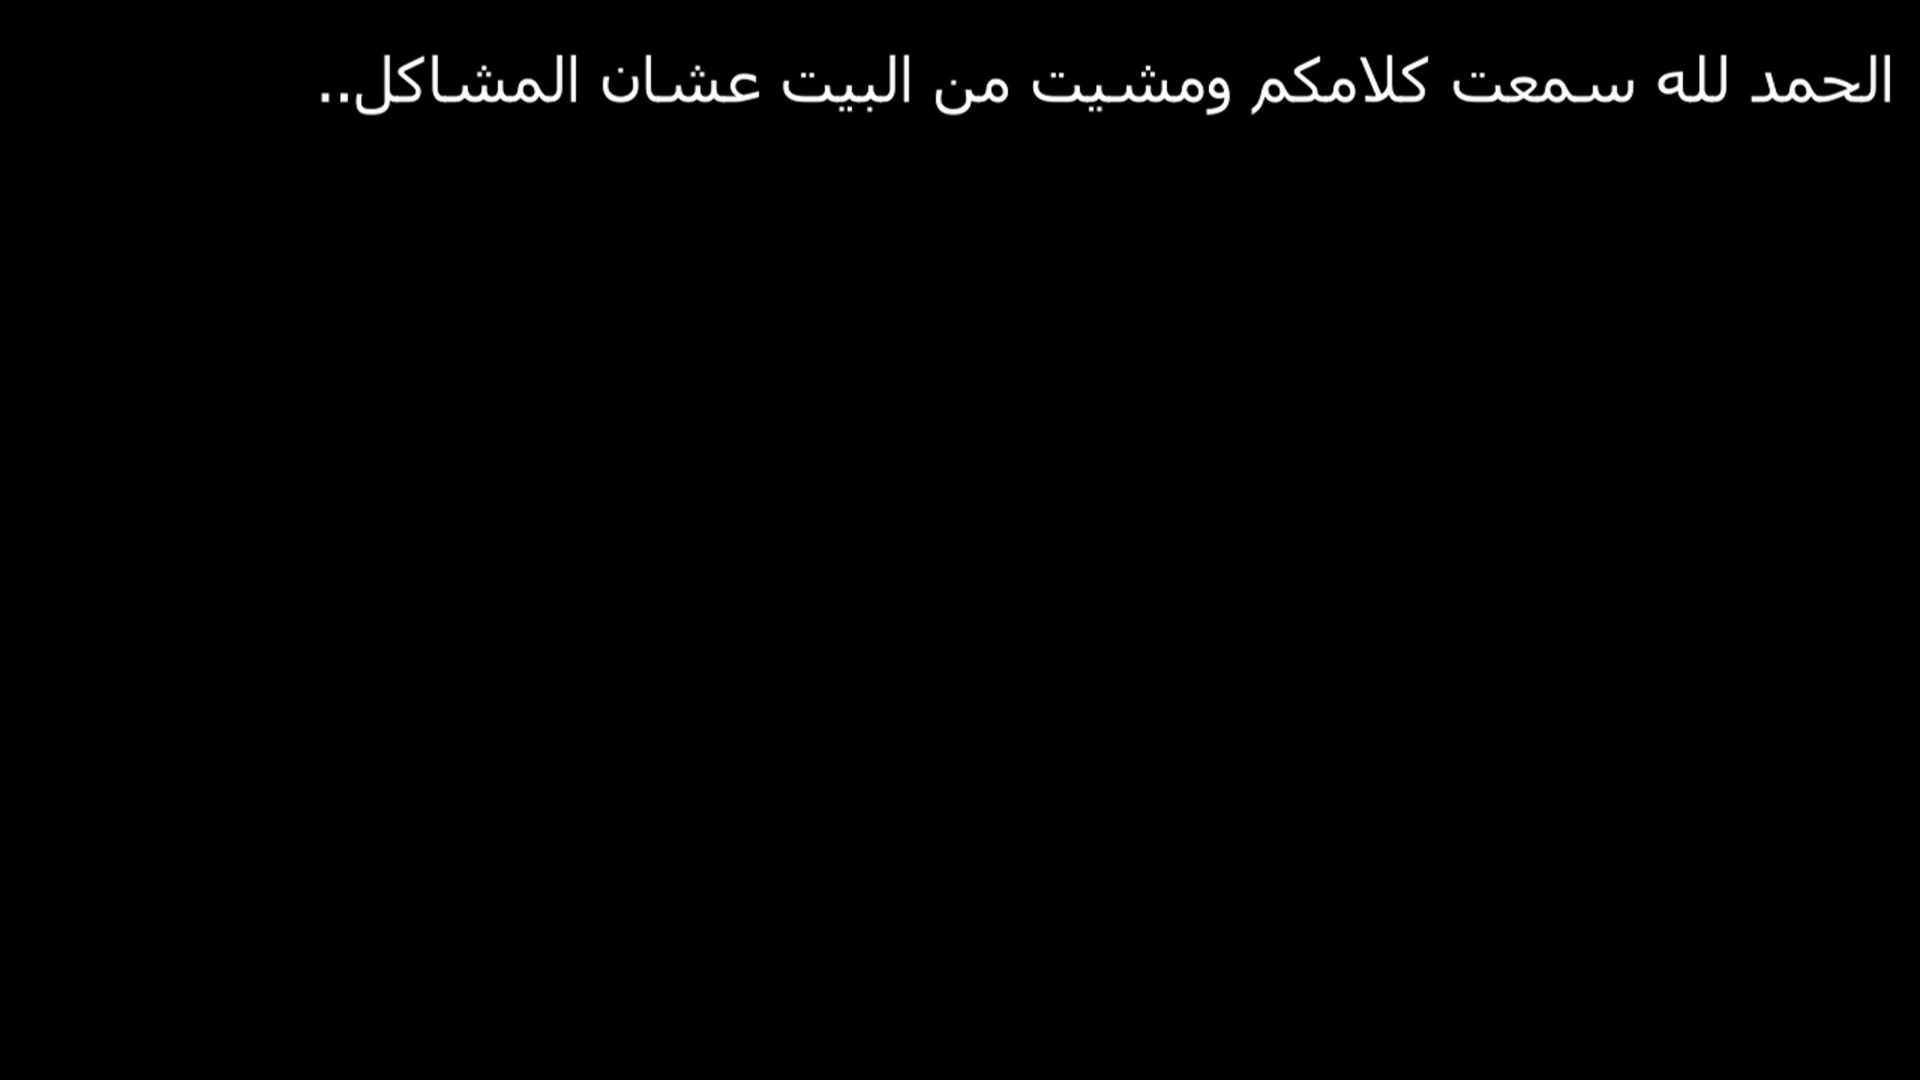 الحمد لله سمعت كلامكم ومشيت من البيت عشان المشاكل..